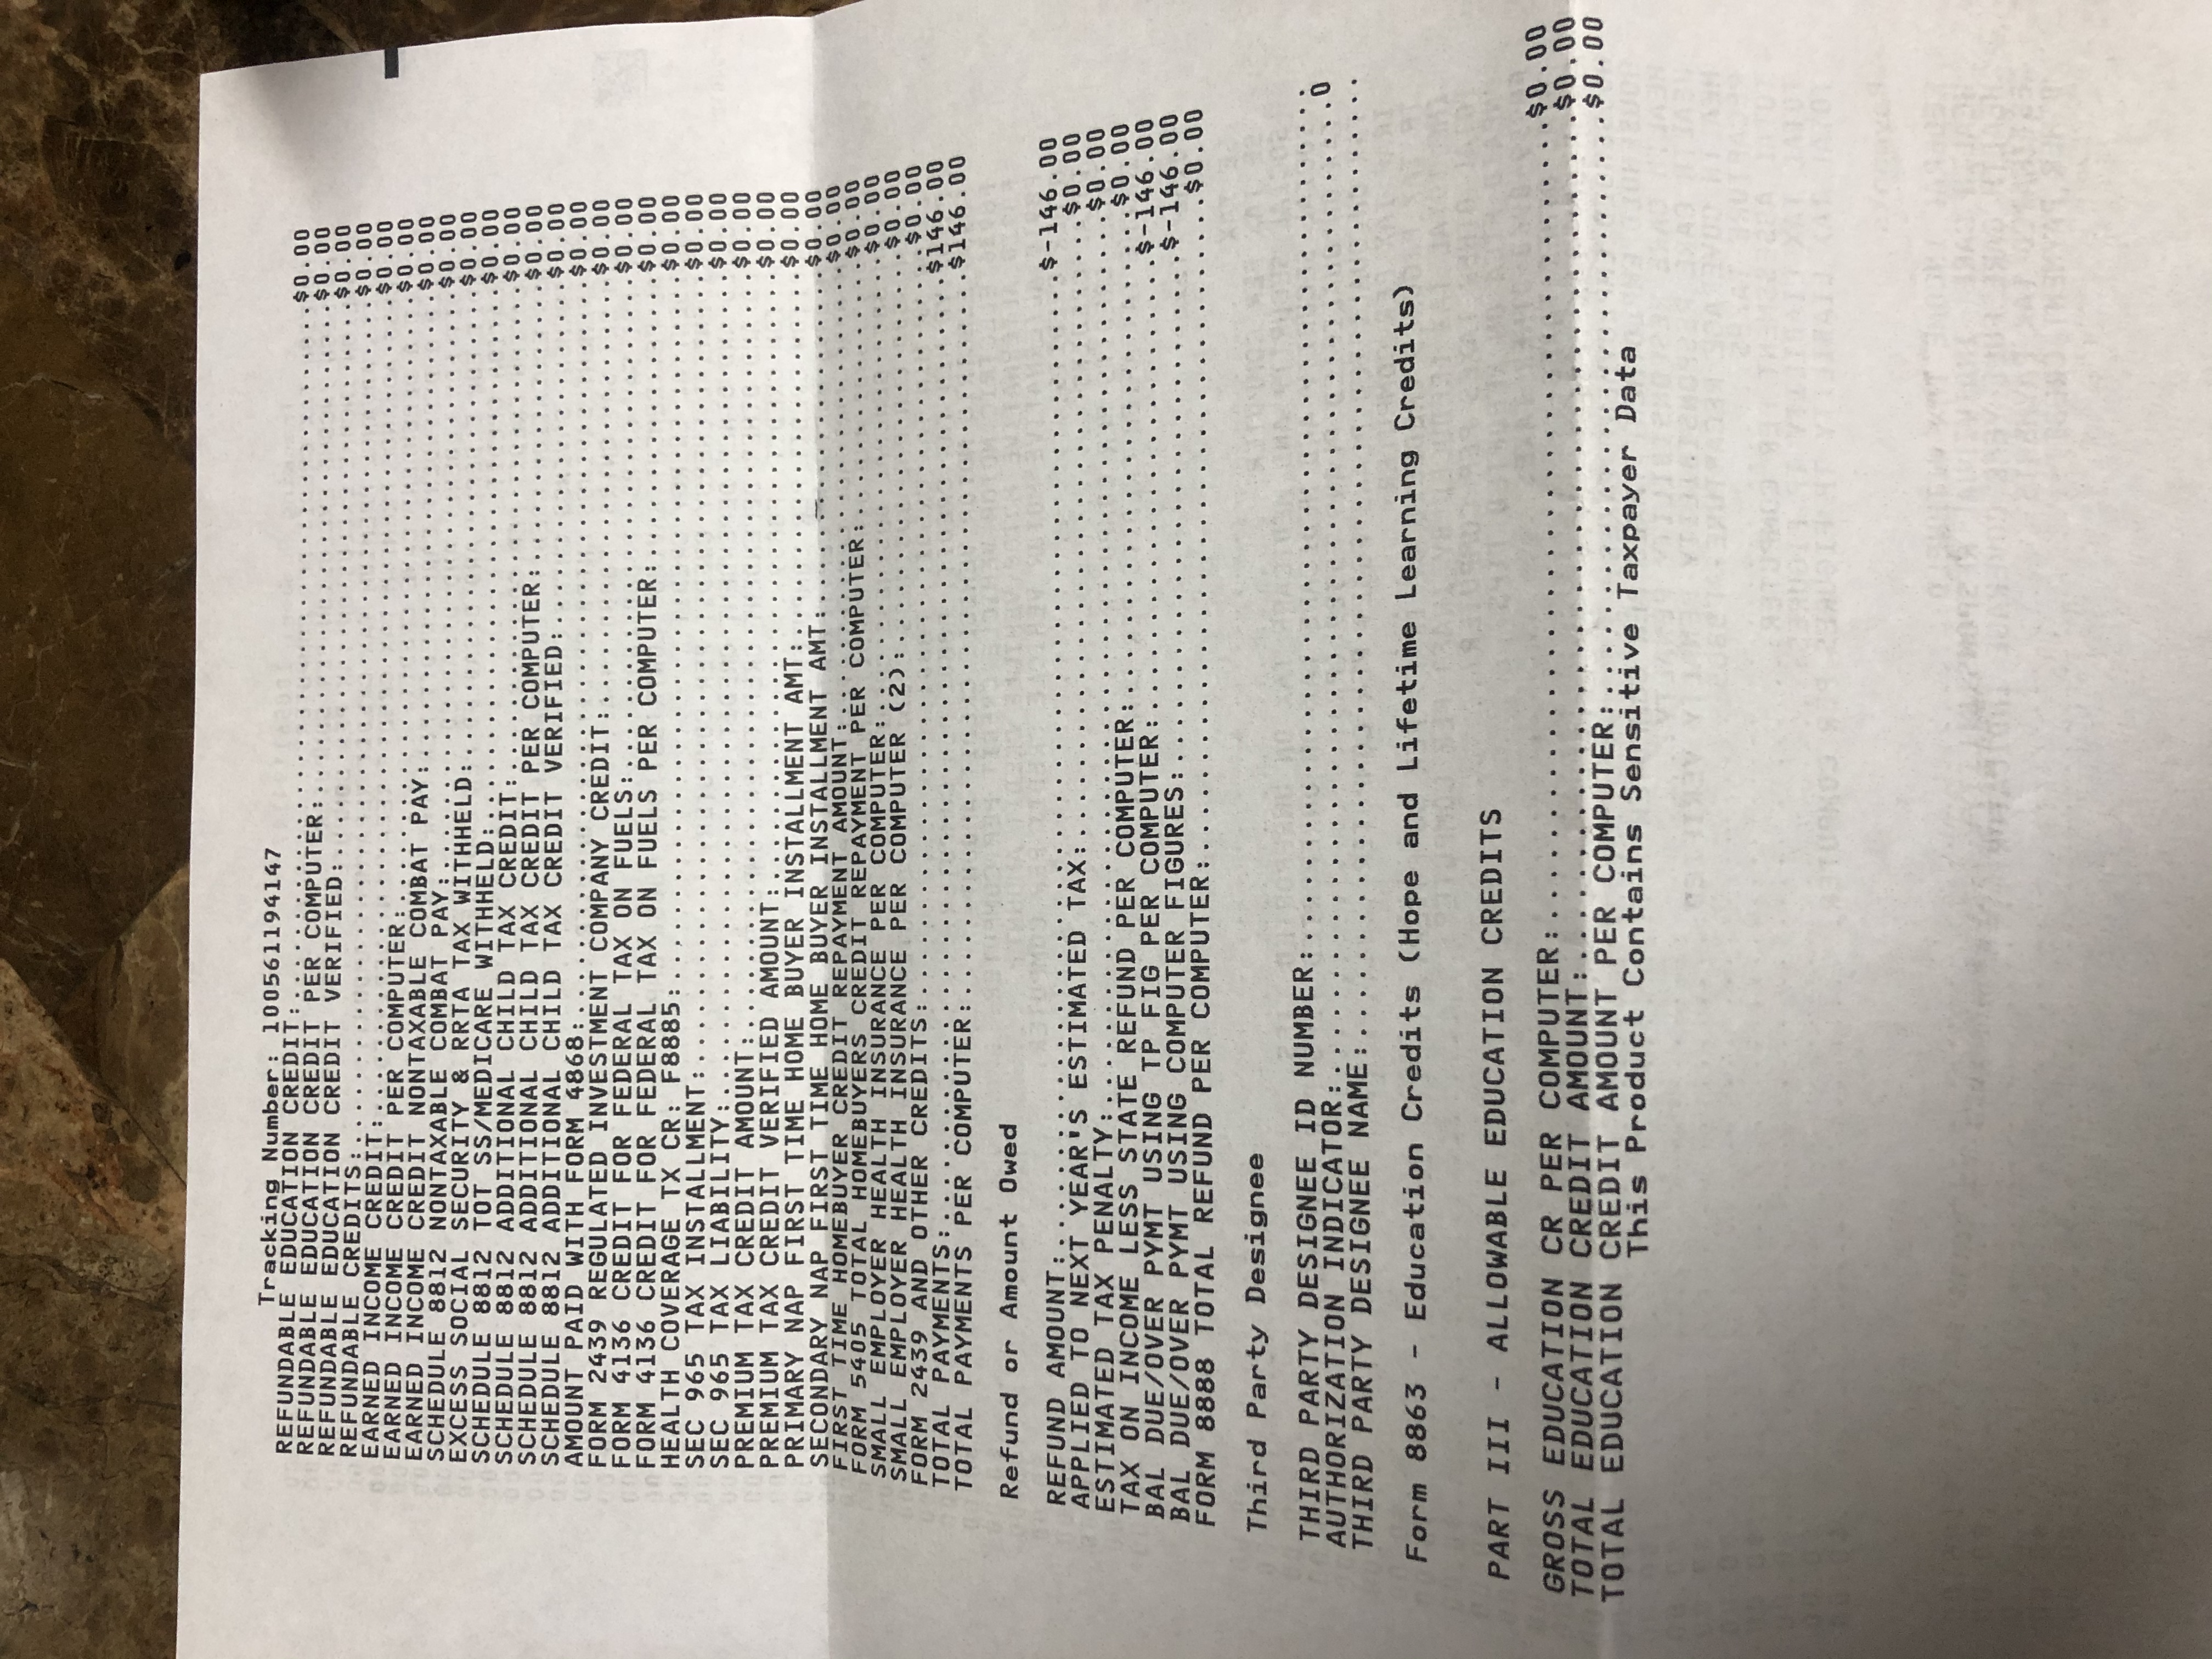 Tracking Number: 100561194147
REFUNDABLE EDUCATION CREDIT:..............................................$0.00
REFUNDABLE EDUCATION CREDIT PER COMPUTER:.................................$0.00
REFUNDABLE EDUCATION CREDIT VERIFIED:.....................................$0.00
REFUNDABLE CREDITS:.......................................................$0.00
EARNED INCOME CREDIT:.....................................................$0.00
EARNED INCOME CREDIT PER COMPUTER:........................................$0.00
EARNED INCOME CREDIT NONTAXABLE COMBAT PAY:...............................$0.00
SCHEDULE 8812 NONTAXABLE COMBAT PAY:......................................$0.00
EXCESS SOCIAL SECURITY & RRTA TAX WITHHELD:...............................$0.00
SCHEDULE 8812 TOT SS/MEDICARE WITHHELD:...................................$0.00
SCHEDULE 8812 ADDITIONAL CHILD TAX CREDIT:................................$0.00
SCHEDULE 8812 ADDITIONAL CHILD TAX CREDIT PER COMPUTER:...................$0.00
SCHEDULE 8812 ADDITIONAL CHILD TAX CREDIT VERIFIED:.......................$0.00
AMOUNT PAID WITH FORM 4868:...............................................$0.00
FORM 2439 REGULATED INVESTMENT COMPANY CREDIT:............................$0.00
FORM 4136 CREDIT FOR FEDERAL TAX ON FUELS:................................$0.00
FORM 4136 CREDIT FOR FEDERAL TAX ON FUELS PER COMPUTER:...................$0.00
HEALTH COVERAGE TX CR: F8885:.............................................$0.00
SEC 965 TAX INSTALLMENT:..................................................$0.00
SEC 965 TAX LIABILITY:....................................................$0.00
PREMIUM TAX CREDIT AMOUNT:................................................$0.00
PREMIUM TAX CREDIT VERIFIED AMOUNT:.......................................$0.00
PRIMARY NAP FIRST TIME HOME BUYER INSTALLMENT AMT:........................$0.00
SECONDARY NAP FIRST TIME HOME BUYER INSTALLMENT AMT:......................$0.00
FIRST TIME HOMEBUYER CREDIT REPAYMENT AMOUNT:.............................$0.00
FORM 5405 TOTAL HOMEBUYERS CREDIT REPAYMENT PER COMPUTER:.................$0.00
SMALL EMPLOYER HEALTH INSURANCE PER COMPUTER:.............................$0.00
SMALL EMPLOYER HEALTH INSURANCE PER COMPUTER (2):.........................$0.00
FORM 2439 AND OTHER CREDITS:..............................................$0.00
TOTAL PAYMENTS:.........................................................$146.00
TOTAL PAYMENTS PER COMPUTER:............................................$146.00
Refund or Amount Owed
REFUND AMOUNT:.........................................................$-146.00
APPLIED TO NEXT YEAR'S ESTIMATED TAX:.....................................$0.00
ESTIMATED TAX PENALTY:....................................................$0.00
TAX ON INCOME LESS STATE REFUND PER COMPUTER:.............................$0.00
BAL DUE/OVER PYMT USING TP FIG PER COMPUTER:...........................$-146.00
BAL DUE/OVER PYMT USING COMPUTER FIGURES:..............................$-146.00
FORM 8888 TOTAL REFUND PER COMPUTER:......................................$0.00
Third Party Designee
THIRD PARTY DESIGNEE ID NUMBER:................................................
AUTHORIZATION INDICATOR:......................................................0
THIRD PARTY DESIGNEE NAME:.....................................................
Form 8863 - Education Credits (Hope and Lifetime Learning Credits)
PART III - ALLOWABLE EDUCATION CREDITS
GROSS EDUCATION CR PER COMPUTER:..........................................$0.00
TOTAL EDUCATION CREDIT AMOUNT:............................................$0.00
TOTAL EDUCATION CREDIT AMOUNT PER COMPUTER:...............................$0.00
This Product Contains Sensitive Taxpayer Data